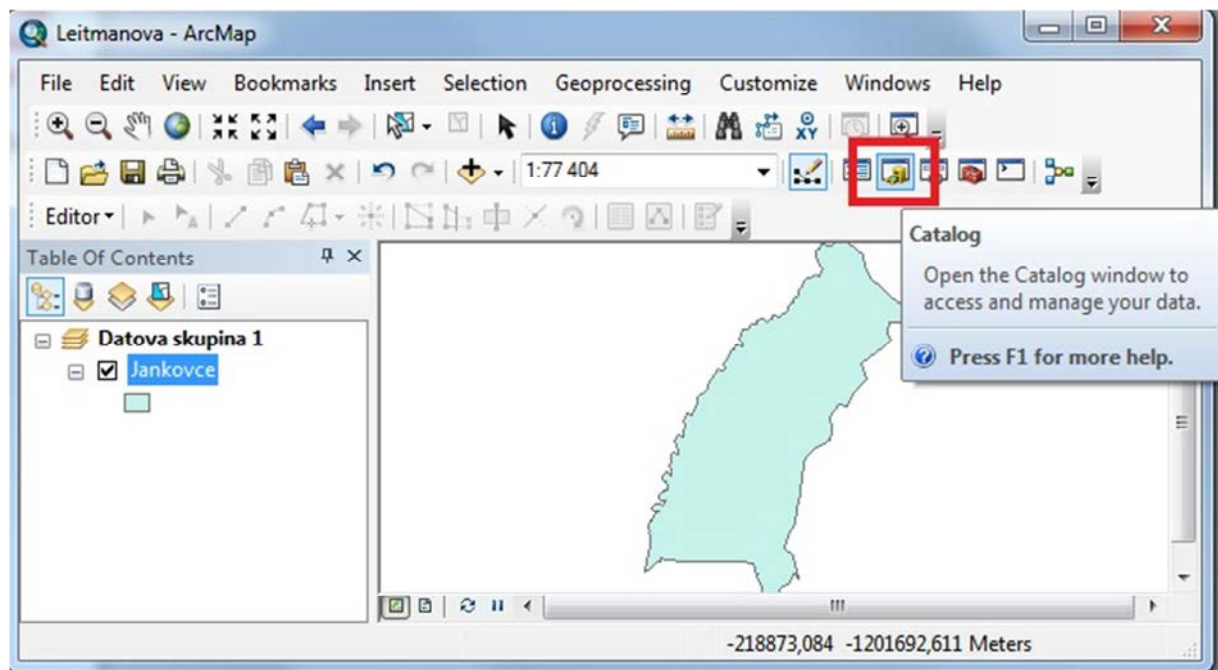 Leitmanova - ArcMap
File Edit View Bookmarks Insert Selection Geoprocessing Customize Windows Help
XY
1:77 404
Editor
Catalog
Open the Catalog window to
access and manage your data.
Press F1 for more help.
Table Of Contents
Datova skupina 1
Jankovce
-218873,084 -1201692,611 Meters